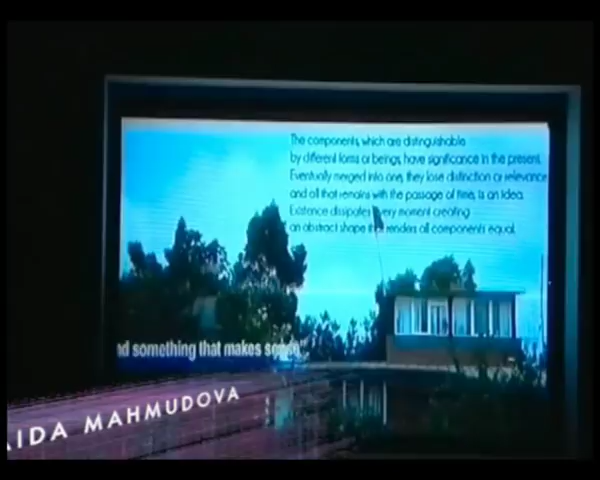 The components, which are distinguishable
by different forms or beings, have significance in the present.
Eventually merged into one, they lose distinction or relevance
and all that remains with the passage of time, is an idea.
Existence dissipates every moment creating
an abstract shape that renders all components equal.
nd something that makes sense"
AIDA MAHMUDOVA